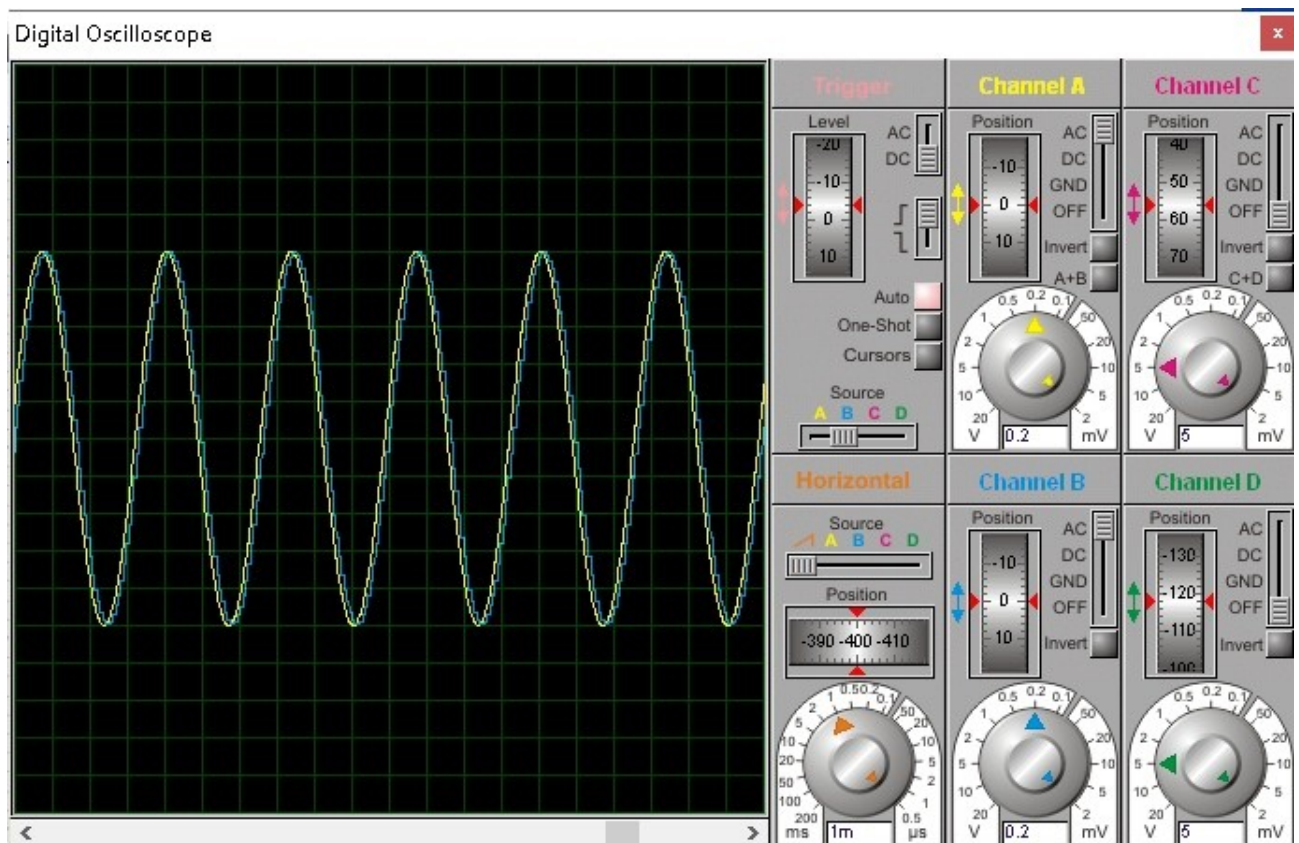 Digital Oscilloscope
x
Trigger
Level
-20
-10
0
10
AC
DC
Auto
One-Shot
Cursors
Source
A B C D
Channel A
Position
-10
0
10
AC
DC
GND
OFF
Invert
A+B
20 10 5 2 1 0.5 0.2 0.1 50 20 10 5 2
V 0.2 mV
Channel C
Position
40
50
60
70
AC
DC
GND
OFF
Invert
C+D
20 10 5 2 1 0.5 0.2 0.1 50 20 10 5 2
V 5 mV
Horizontal
Source
A B C D
Position
-390 -400 -410
200 100 50 20 10 5 2 1 0.5 0.2 0.1 50 20 10 5 2 1 0.5
ms 1m µs
Channel B
Position
-10
0
10
AC
DC
GND
OFF
Invert
20 10 5 2 1 0.5 0.2 0.1 50 20 10 5 2
V 0.2 mV
Channel D
Position
-130
-120
-110
-100
AC
DC
GND
OFF
Invert
20 10 5 2 1 0.5 0.2 0.1 50 20 10 5 2
V 5 mV